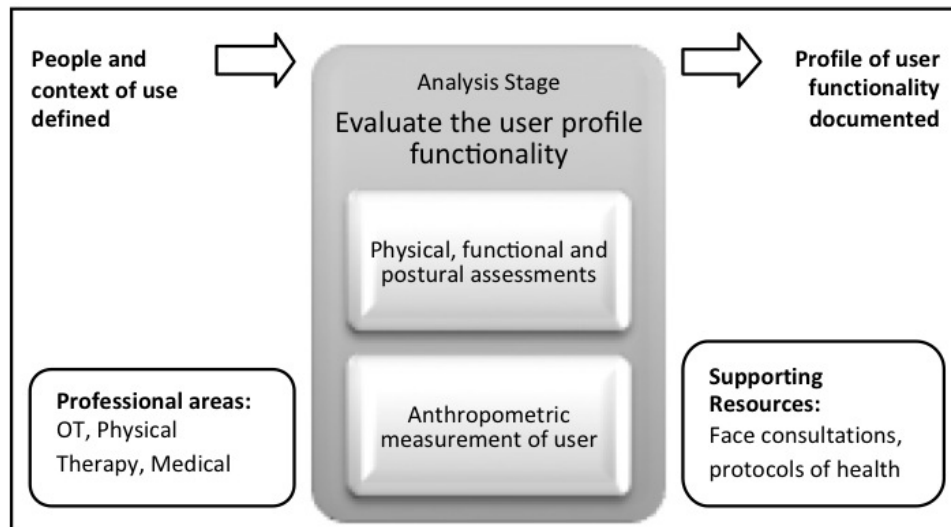 People and
context of use
defined
Analysis Stage
Evaluate the user profile
functionality
Profile of user
functionality
documented
Physical, functional and
postural assessments
Anthropometric
measurement of user
Professional areas:
OT, Physical
Therapy, Medical
Supporting
Resources:
Face consultations,
protocols of health